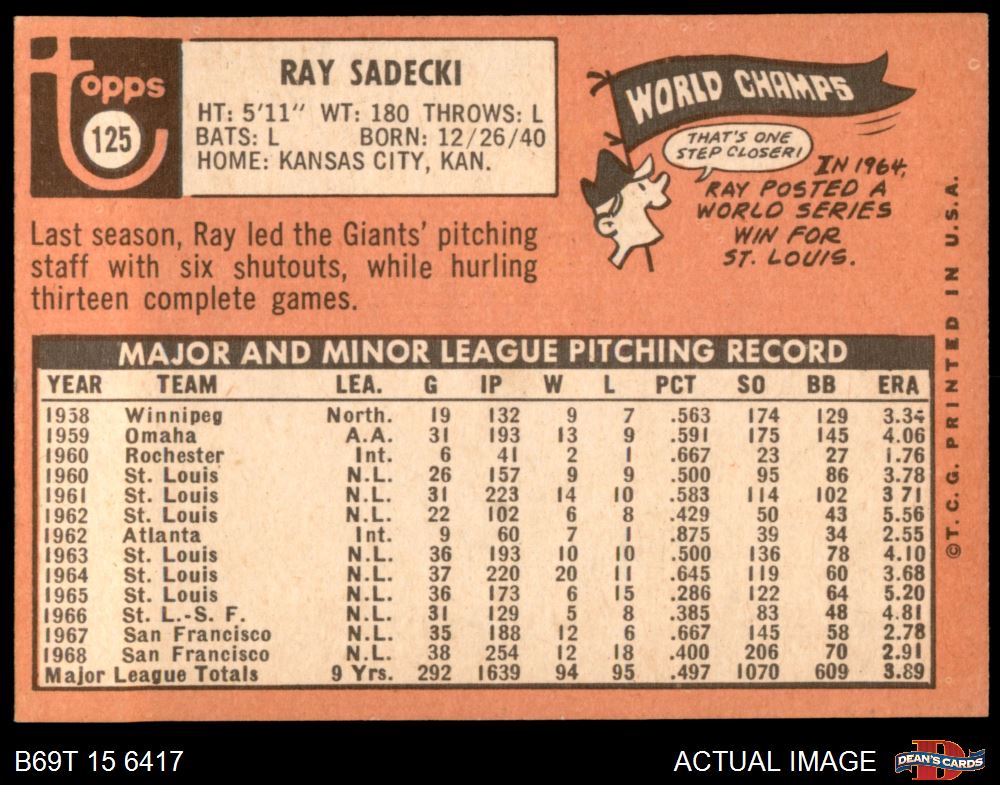 topps
125
RAY SADECKI
HT: 5'11" WT: 180 THROWS: L
BATS: L BORN: 12/26/40
HOME: KANSAS CITY, KAN.
WORLD CHAMPS
THAT'S ONE
STEP CLOSER!
IN 1964,
RAY POSTED A
WORLD SERIES
WIN FOR
ST. LOUIS.
Last season, Ray led the Giants' pitching
staff with six shutouts, while hurling
thirteen complete games.
MAJOR AND MINOR LEAGUE PITCHING RECORD
YEAR TEAM LEA. G IP W L PCT SO BB ERA
1958 Winnipeg North. 19 132 9 7 .563 174 129 3.34
1959 Omaha A.A. 31 193 13 9 .591 175 145 4.06
1960 Rochester Int. 6 41 2 1 .667 23 27 1.76
1960 St. Louis N.L. 26 157 9 9 .500 95 86 3.78
1961 St. Louis N.L. 31 223 14 10 .583 114 102 3 71
1962 St. Louis N.L. 22 102 6 8 .429 50 43 5.56
1962 Atlanta Int. 9 60 7 1 .875 39 34 2.55
1963 St. Louis N.L. 36 193 10 10 .500 136 78 4.10
1964 St. Louis N.L. 37 220 20 11 .645 119 60 3.68
1965 St. Louis N.L. 36 173 6 15 .286 122 64 5.20
1966 St. L.-S. F. N.L. 31 129 5 8 .385 83 48 4.81
1967 San Francisco N.L. 35 188 12 6 .667 145 58 2.78
1968 San Francisco N.L. 38 254 12 18 .400 206 70 2.91
Major League Totals 9 Yrs. 292 1639 94 95 .497 1070 609 3.89
©T.C.G. PRINTED IN U.S.A.
B69T 15 6417
ACTUAL IMAGE
D
DEAN'S CARDS